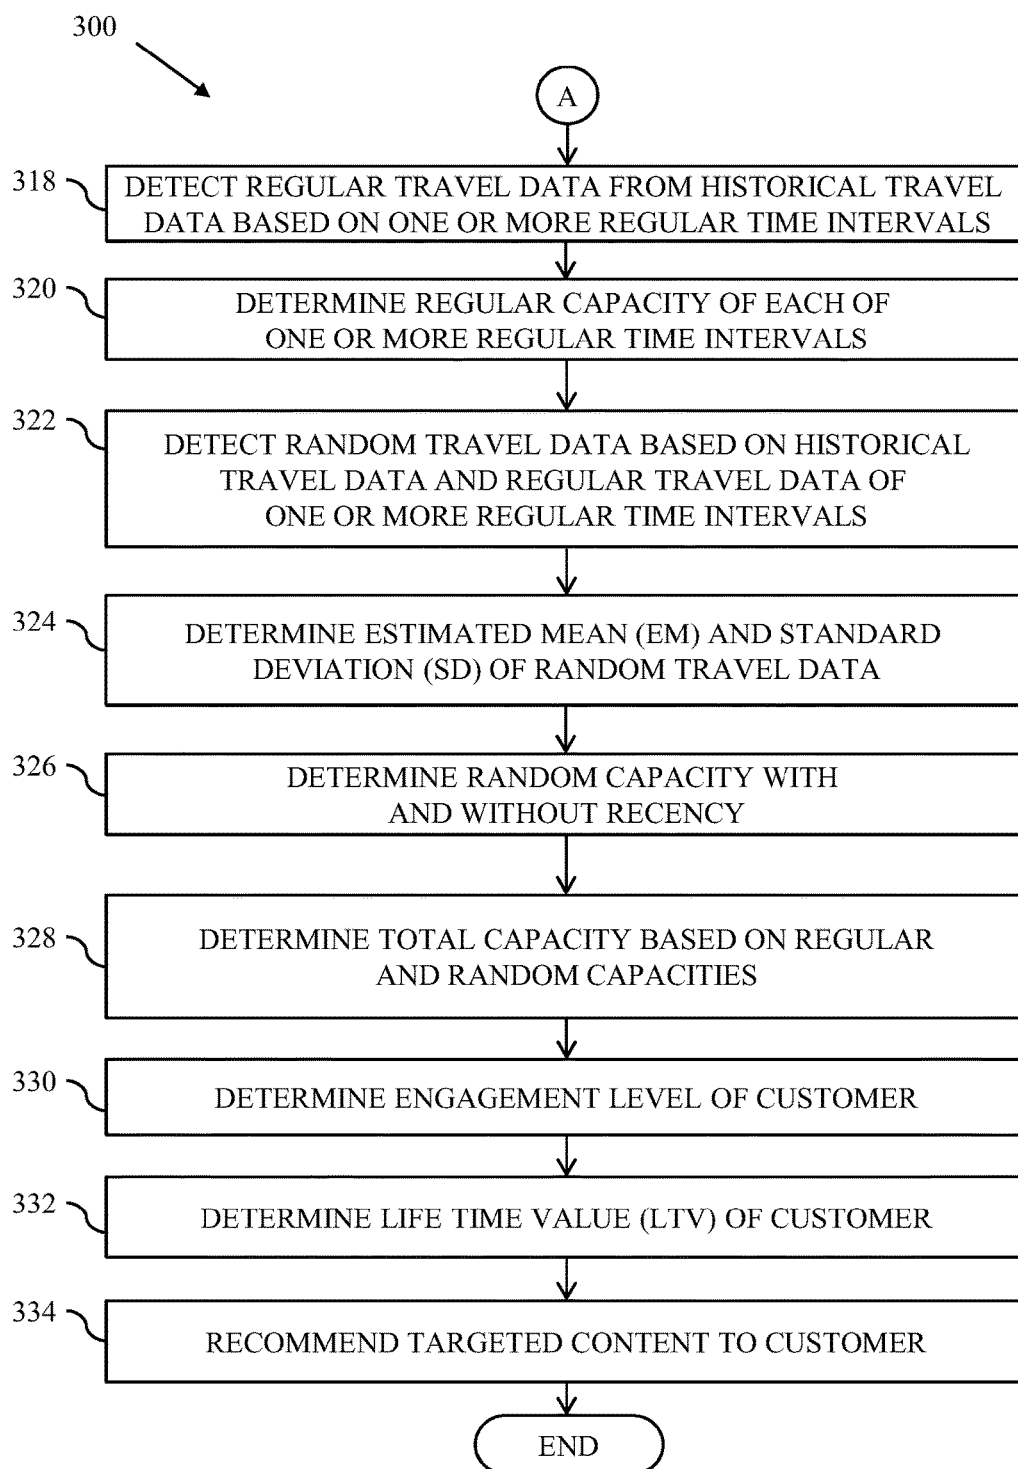 300
A
318
DETECT REGULAR TRAVEL DATA FROM HISTORICAL TRAVEL
DATA BASED ON ONE OR MORE REGULAR TIME INTERVALS
320
DETERMINE REGULAR CAPACITY OF EACH OF
ONE OR MORE REGULAR TIME INTERVALS
322
DETECT RANDOM TRAVEL DATA BASED ON HISTORICAL
TRAVEL DATA AND REGULAR TRAVEL DATA OF
ONE OR MORE REGULAR TIME INTERVALS
324
DETERMINE ESTIMATED MEAN (EM) AND STANDARD
DEVIATION (SD) OF RANDOM TRAVEL DATA
326
DETERMINE RANDOM CAPACITY WITH
AND WITHOUT RECENCY
328
DETERMINE TOTAL CAPACITY BASED ON REGULAR
AND RANDOM CAPACITIES
330
DETERMINE ENGAGEMENT LEVEL OF CUSTOMER
332
DETERMINE LIFE TIME VALUE (LTV) OF CUSTOMER
334
RECOMMEND TARGETED CONTENT TO CUSTOMER
END